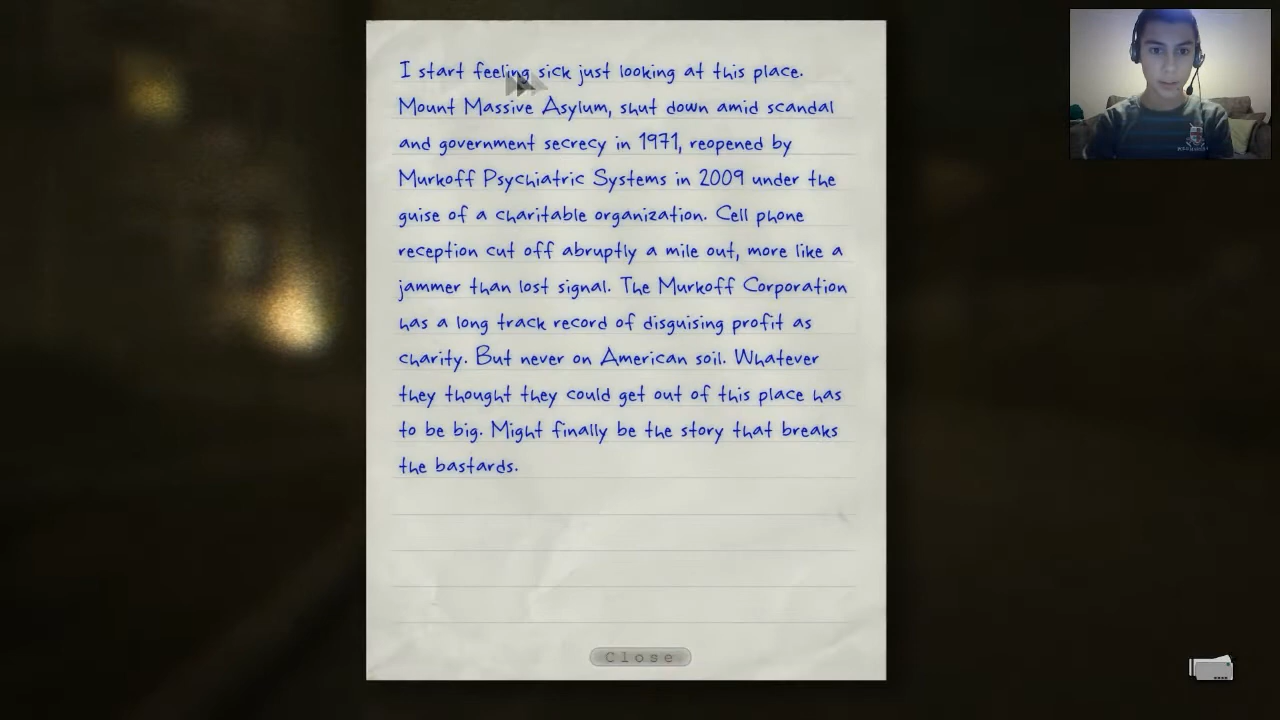 I start feeling sick just looking at this place.
Mount Massive Asylum, shut down amid scandal
and government secrecy in 1971, reopened by
Murkoff Psychiatric Systems in 2009 under the
guise of a charitable organization. Cell phone
reception cut off abruptly a mile out, more like a
jammer than lost signal. The Murkoff Corporation
has a long track record of disguising profit as
charity. But never on American soil. Whatever
they thought they could get out of this place has
to be big. Might finally be the story that breaks
the bastards.
Close